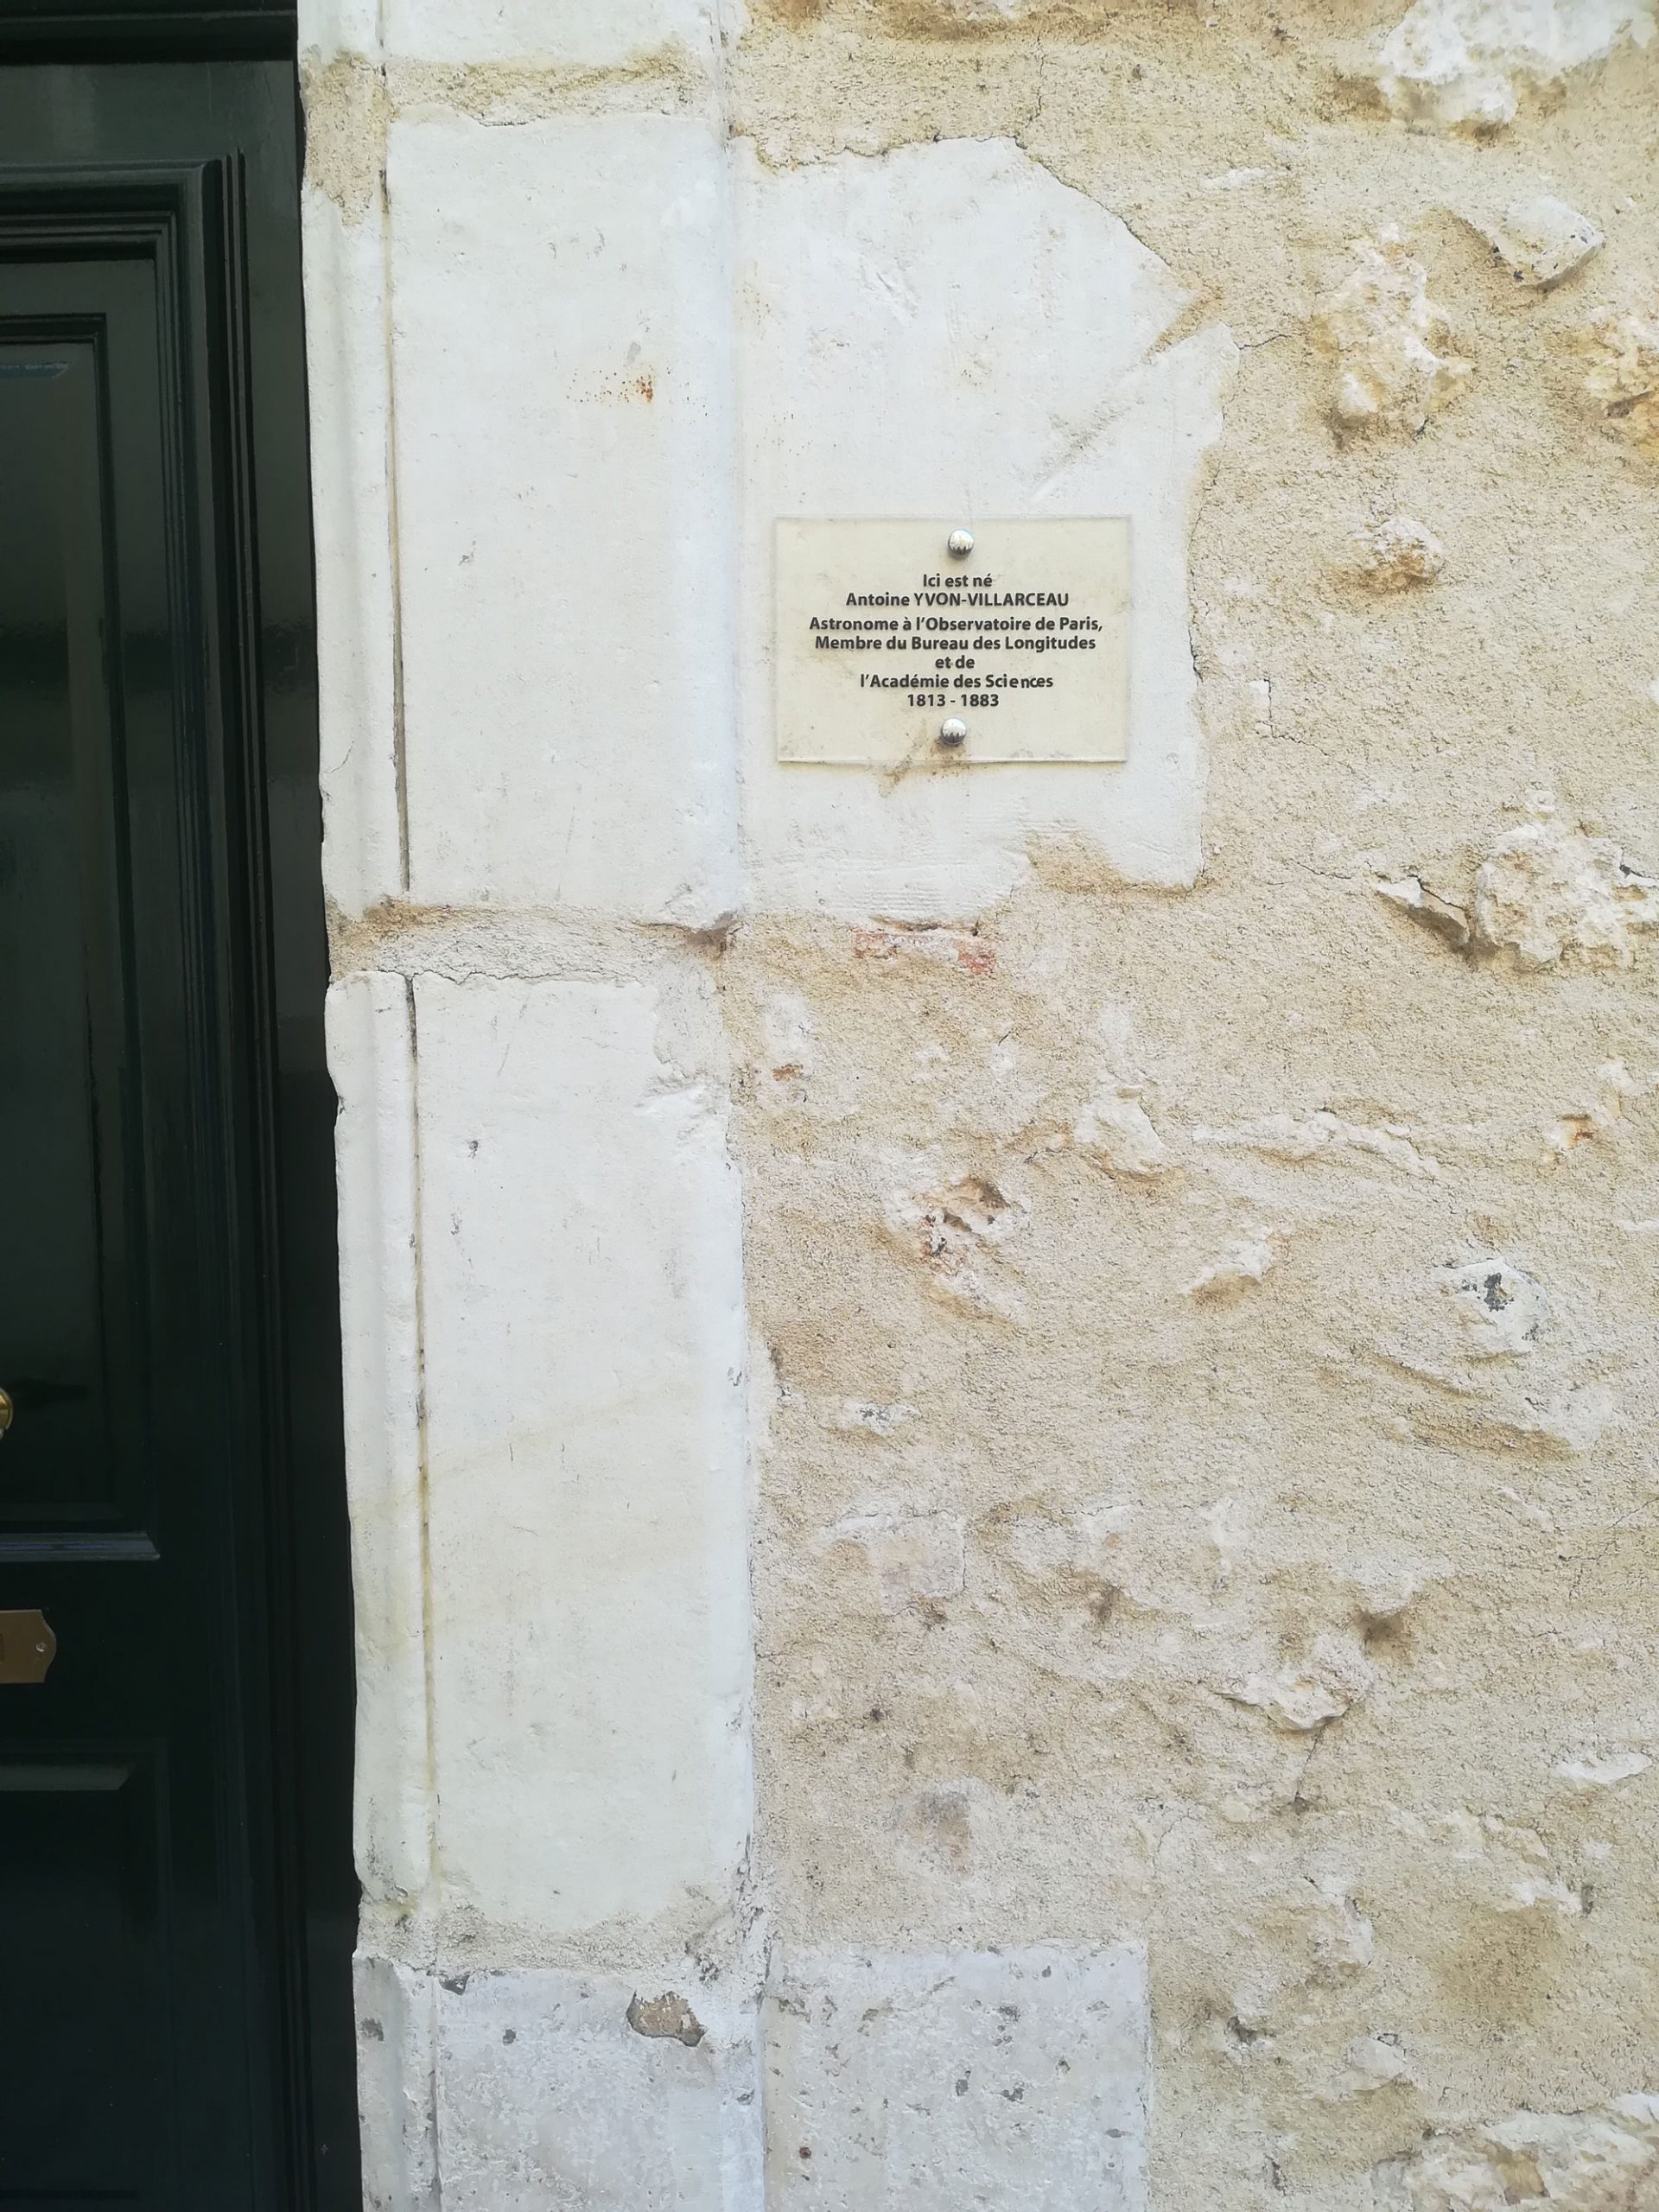 Ici est né
Antoine YVON-VILLARCEAU
Astronome à l'Observatoire de Paris,
Membre du Bureau des Longitudes
et de
l'Académie des Sciences
1813 - 1883